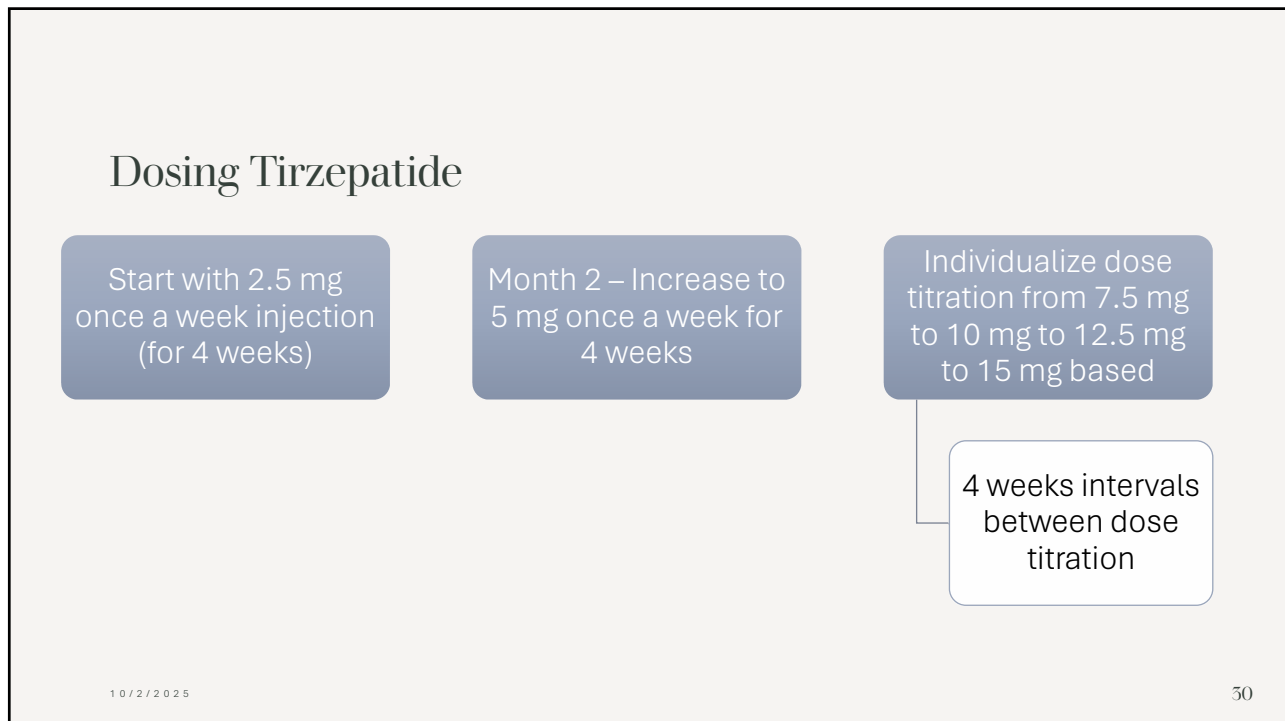 Dosing Tirzepatide
Start with 2.5 mg
once a week injection
(for 4 weeks)
Month 2 – Increase to
5 mg once a week for
4 weeks
Individualize dose
titration from 7.5 mg
to 10 mg to 12.5 mg
to 15 mg based
4 weeks intervals
between dose
titration
10/2/2025
30